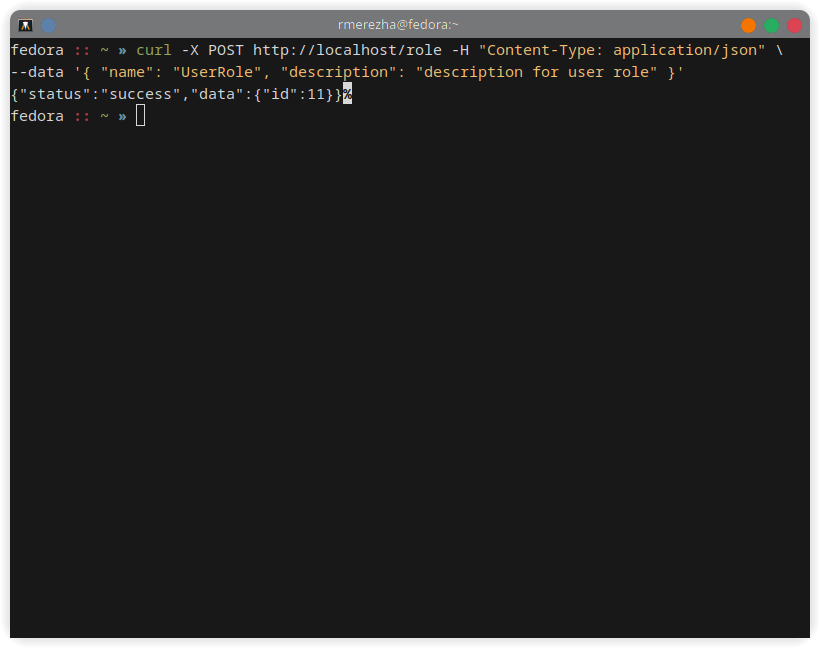 rmerezha@fedora:~
fedora :: ~ » curl -X POST http://localhost/role -H "Content-Type: application/json" \
--data '{ "name": "UserRole", "description": "description for user role" }'
{"status":"success","data":{"id":11}}%
fedora :: ~ »